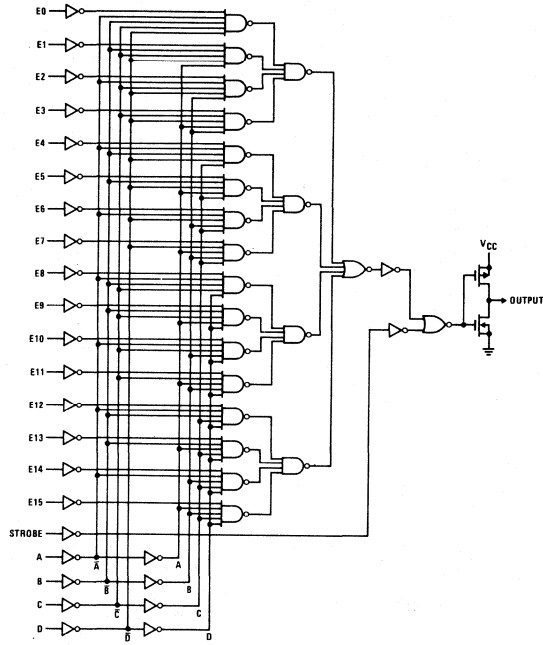 E0
E1
E2
E3
E4
E5
E6
E7
E8
VCC
OUTPUT
E9
E10
E11
E12
E13
E14
E15
STROBE
A
A̅
A
B
B̅
B
C
C̅
C
D
D̅
D